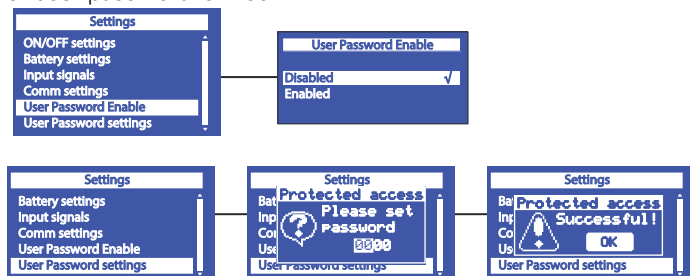 Settings
ON/OFF settings
Battery settings
Input signals
Comm settings
User Password Enable
User Password settings
User Password Enable
Disabled √
Enabled
Settings
Battery settings
Input signals
Comm settings
User Password Enable
User Password settings
Settings
Protected access
Please set
password
0000
User Password settings
Settings
Protected access
Successful!
OK
User Password settings